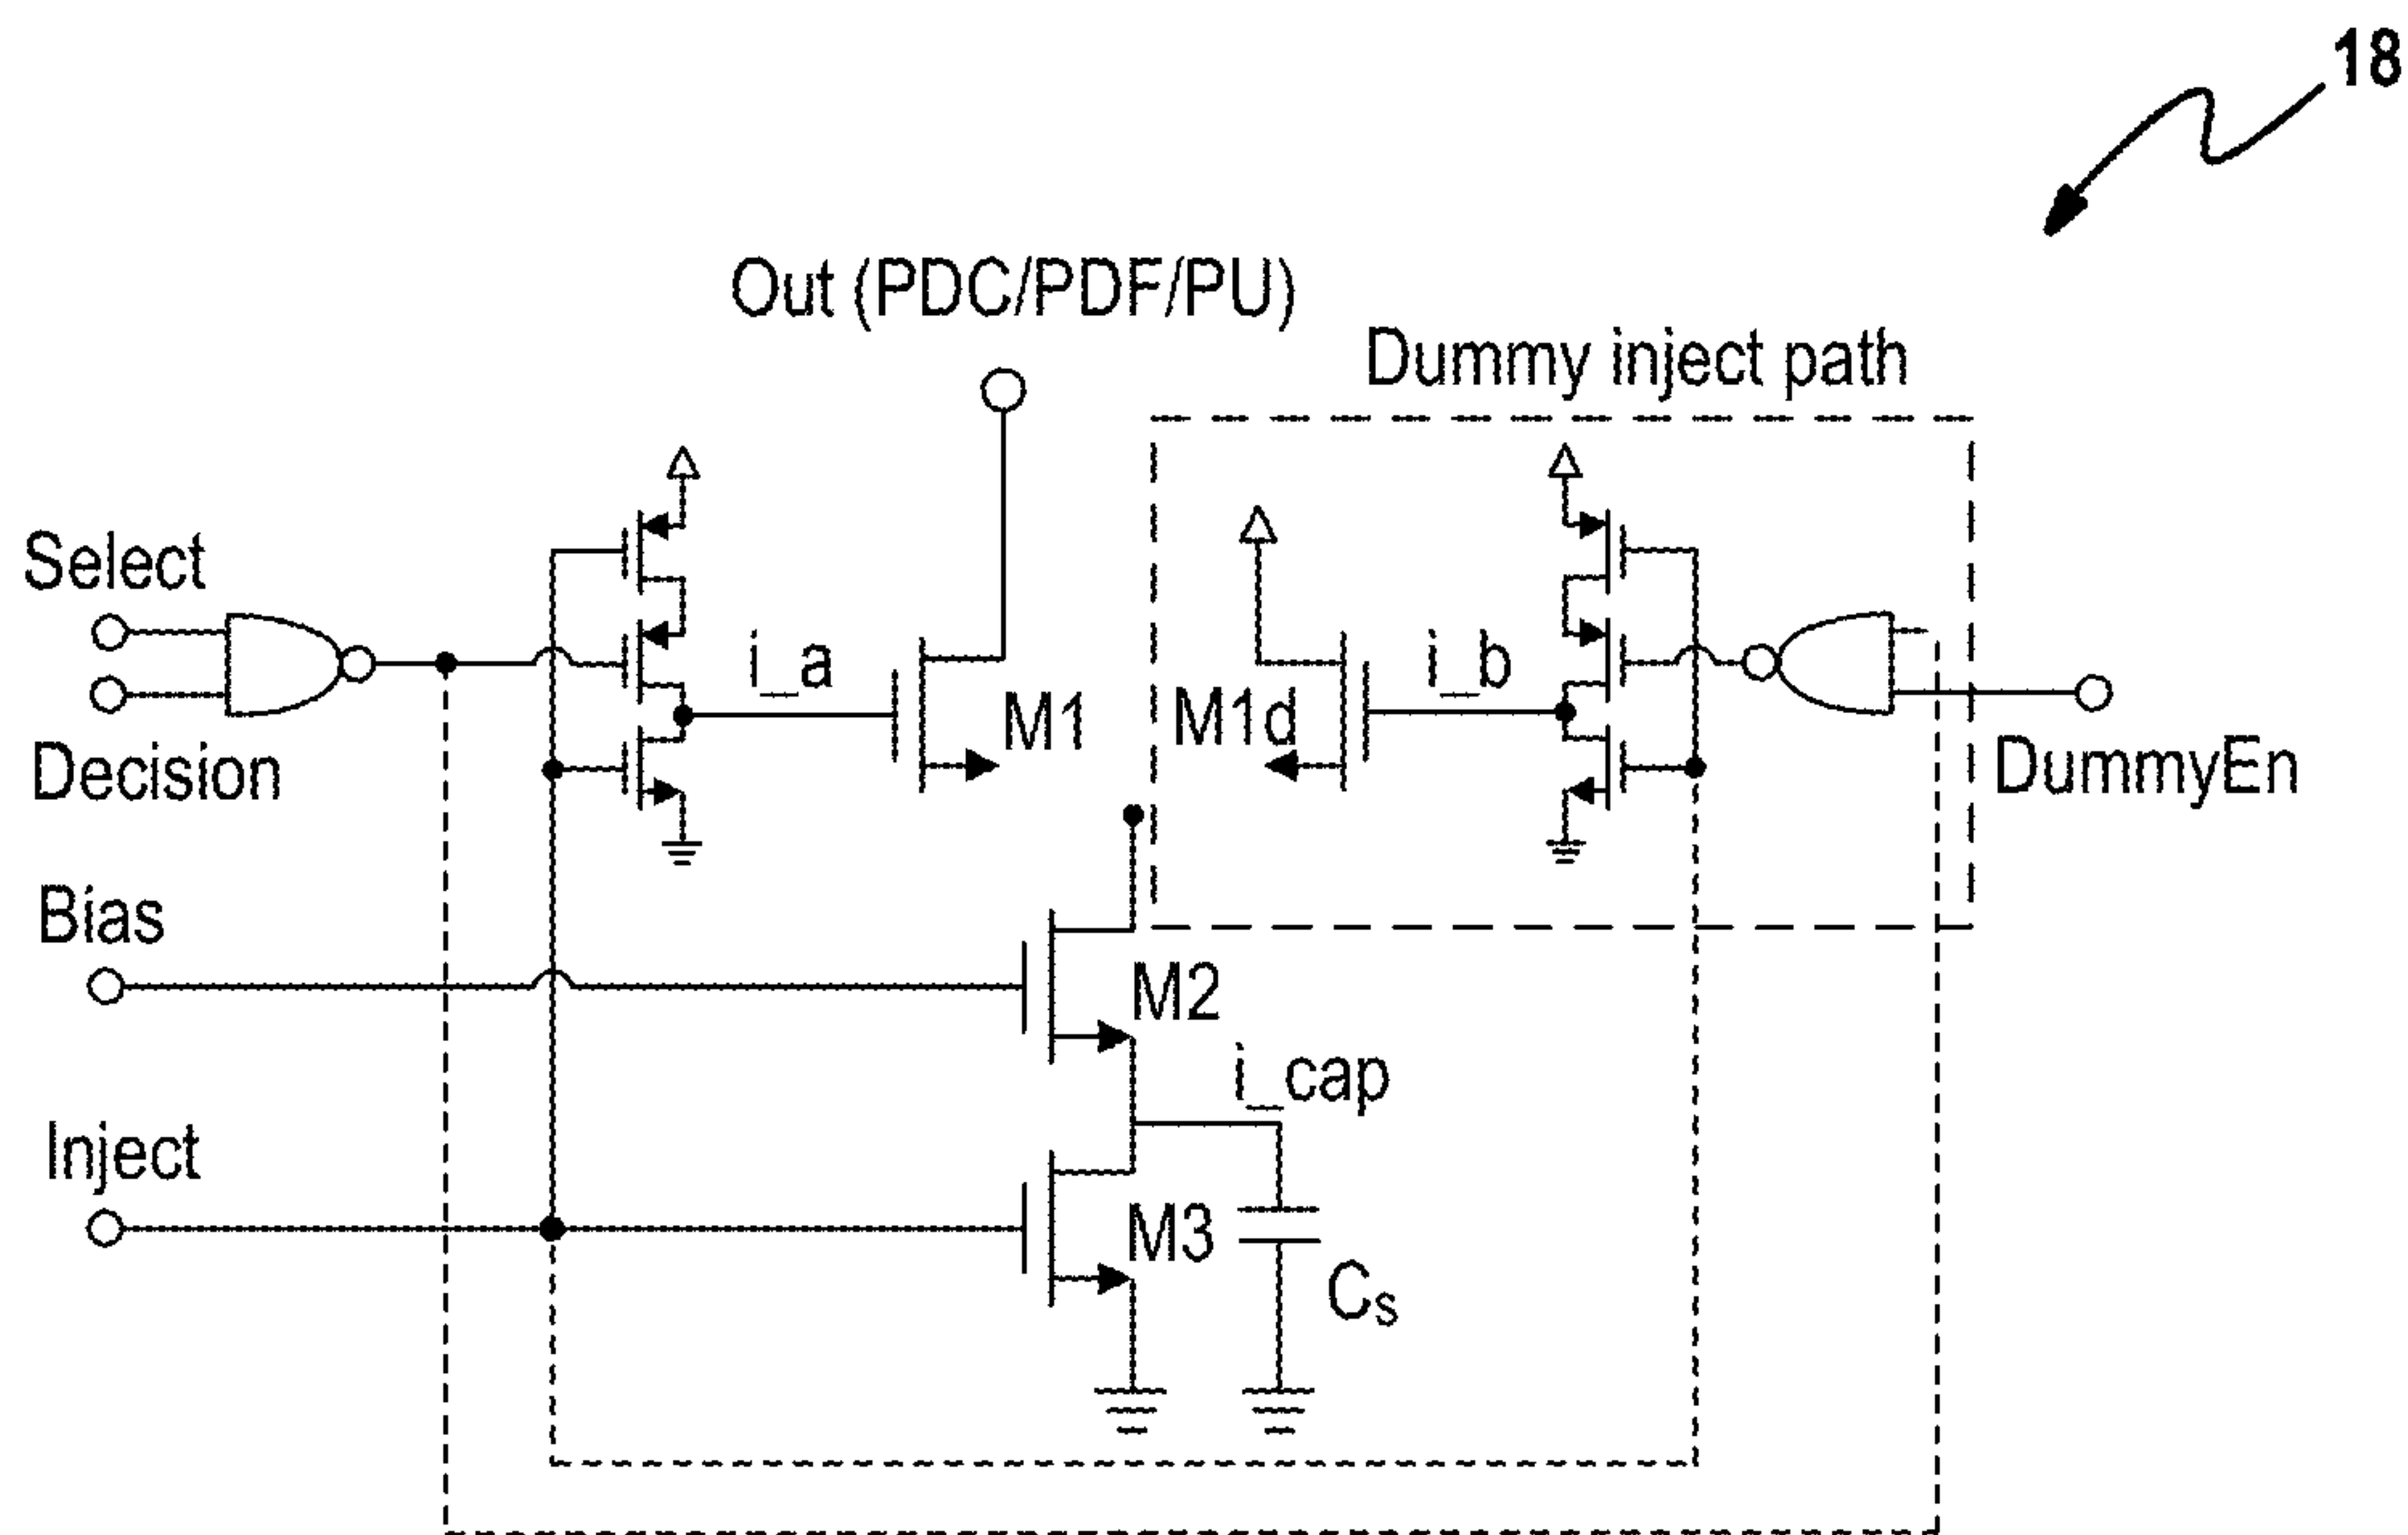 18
Out (PDC/PDF/PU)
Dummy inject path
Select
Decision
i_a
M1
M1d
i_b
DummyEn
Bias
M2
i_cap
Inject
M3
Cs